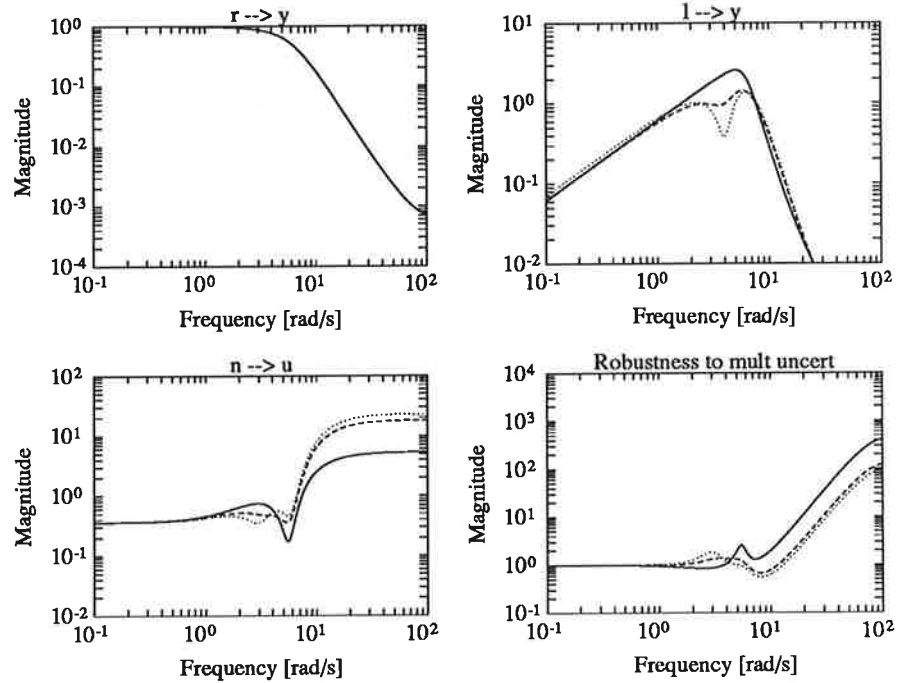 r --> y
10^0
10^-1
10^-2
10^-3
10^-4
Magnitude
10^-1 10^0 10^1 10^2
Frequency [rad/s]
l --> y
10^1
10^0
10^-1
10^-2
Magnitude
10^-1 10^0 10^1 10^2
Frequency [rad/s]
n --> u
10^2
10^1
10^0
10^-1
10^-2
Magnitude
10^-1 10^0 10^1 10^2
Frequency [rad/s]
Robustness to mult uncert
10^4
10^3
10^2
10^1
10^0
10^-1
Magnitude
10^-1 10^0 10^1 10^2
Frequency [rad/s]